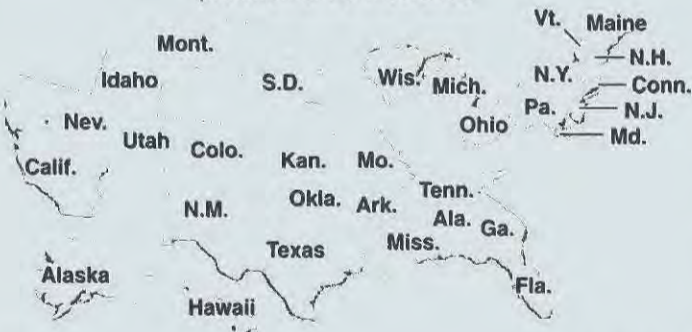 Vt. Maine
Mont.
N.H.
Idaho S.D. Wis. Mich. N.Y. Conn.
Nev. Pa. N.J.
Utah Colo. Ohio Md.
Calif. Kan. Mo.
N.M. Okla. Ark. Tenn.
Ala. Ga.
Texas Miss.
Alaska Fla.
Hawaii